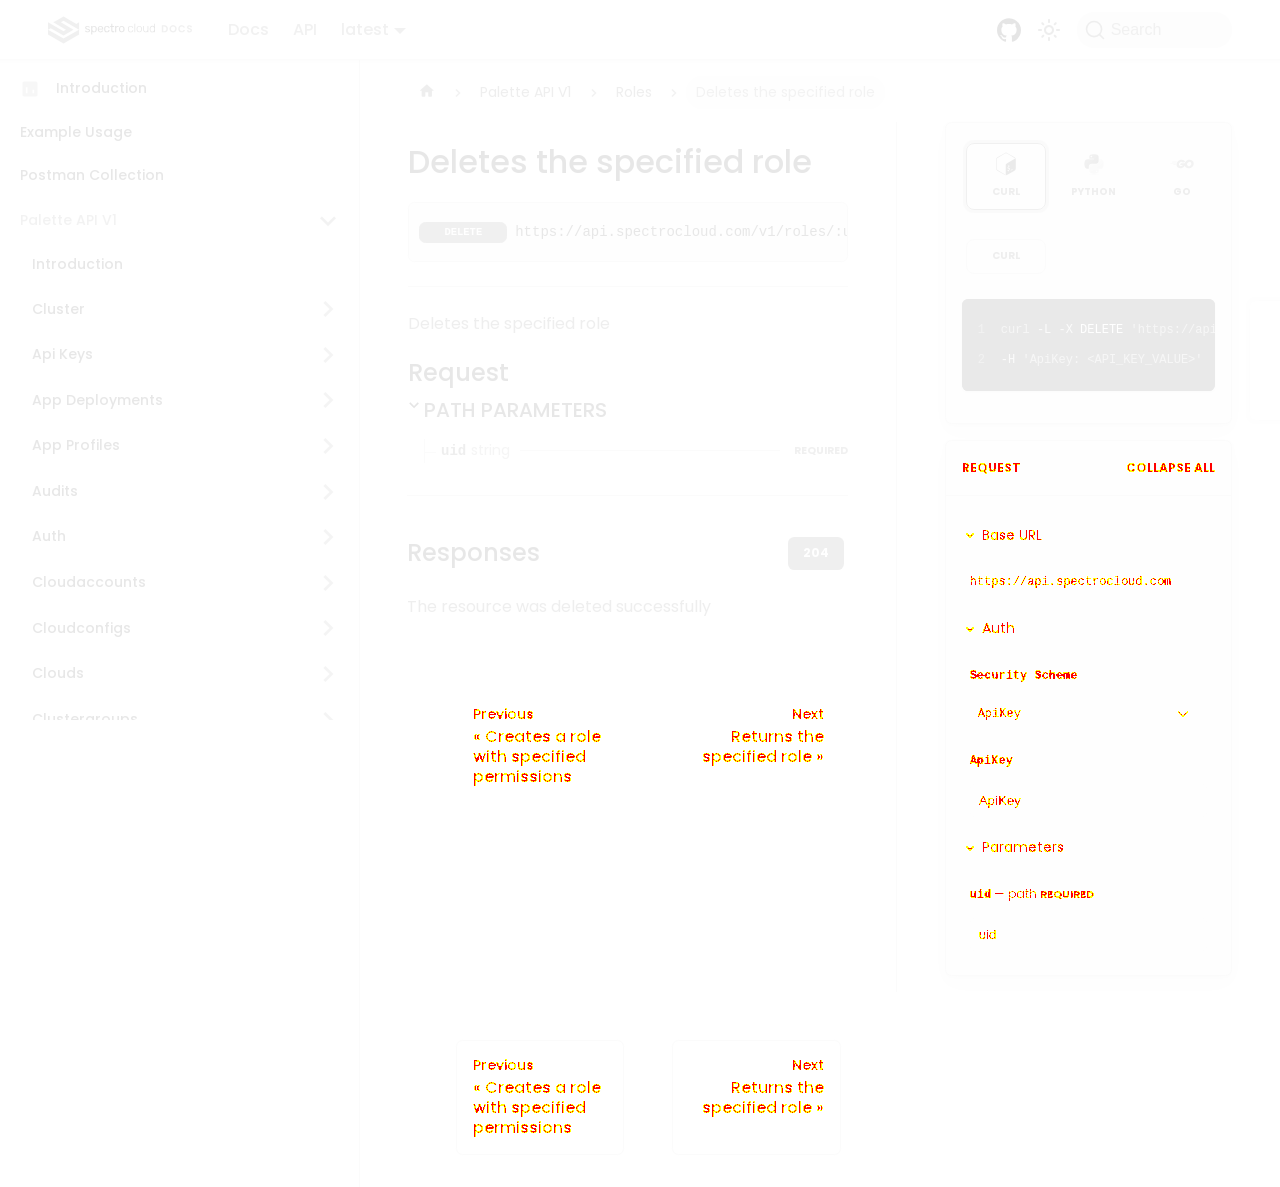 spectro cloud DOCS
Docs
API
latest
Search
Introduction
Example Usage
Postman Collection
Palette API V1
Introduction
Cluster
Api Keys
App Deployments
App Profiles
Audits
Auth
Cloudaccounts
Cloudconfigs
Clouds
Clustergroups
Palette API V1
Roles
Deletes the specified role
Deletes the specified role
DELETE https://api.spectrocloud.com/v1/roles/:u
Deletes the specified role
Request
PATH PARAMETERS
uid string REQUIRED
Responses
204
The resource was deleted successfully
Previous
« Creates a role
with specified
permissions
Next
Returns the
specified role »
Previous
« Creates a role
with specified
permissions
Next
Returns the
specified role »
CURL
PYTHON
GO
CURL
1 curl -L -X DELETE 'https://api
2 -H 'ApiKey: <API_KEY_VALUE>'
REQUEST
COLLAPSE ALL
Base URL
https://api.spectrocloud.com
Auth
Security Scheme
ApiKey
ApiKey
ApiKey
Parameters
uid — path REQUIRED
uid